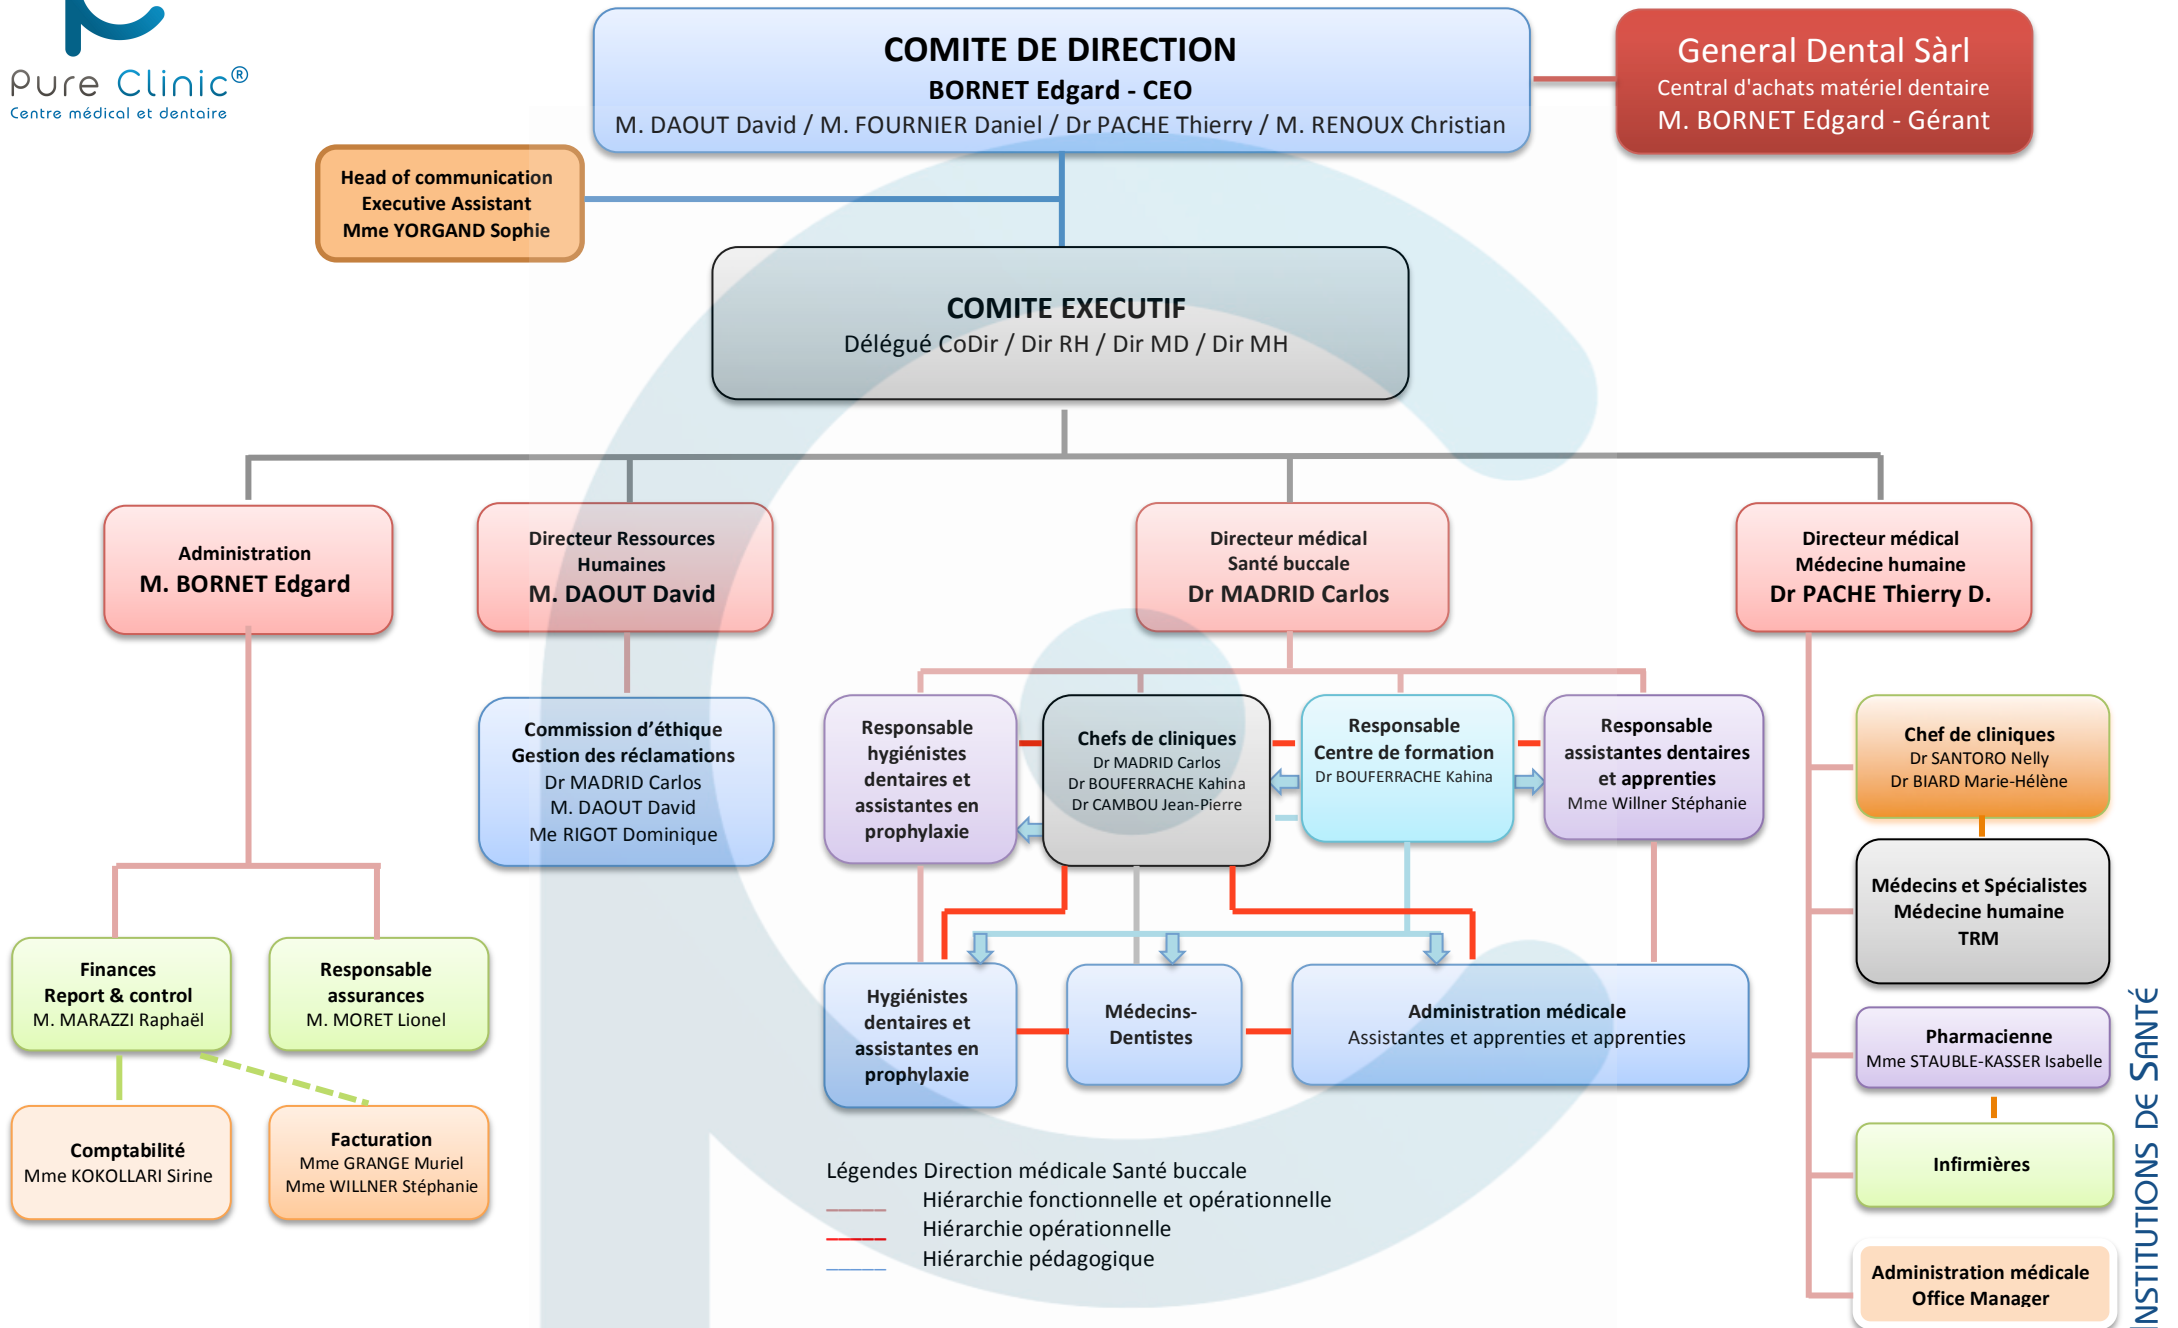 Pure Clinic®
Centre médical et dentaire
COMITE DE DIRECTION
BORNET Edgard - CEO
M. DAOUT David / M. FOURNIER Daniel / Dr PACHE Thierry / M. RENOUX Christian
General Dental Sàrl
Central d'achats matériel dentaire
M. BORNET Edgard - Gérant
Head of communication
Executive Assistant
Mme YORGAND Sophie
COMITE EXECUTIF
Délégué CoDir / Dir RH / Dir MD / Dir MH
Administration
M. BORNET Edgard
Directeur Ressources
Humaines
M. DAOUT David
Directeur médical
Santé buccale
Dr MADRID Carlos
Directeur médical
Médecine humaine
Dr PACHE Thierry D.
Commission d'éthique
Gestion des réclamations
Dr MADRID Carlos
M. DAOUT David
Me RIGOT Dominique
Responsable
hygiénistes
dentaires et
assistantes en
prophylaxie
Chefs de cliniques
Dr MADRID Carlos
Dr BOUFERRACHE Kahina
Dr CAMBOU Jean-Pierre
Responsable
Centre de formation
Dr BOUFERRACHE Kahina
Responsable
assistantes dentaires
et apprenties
Mme Willner Stéphanie
Chef de cliniques
Dr SANTORO Nelly
Dr BIARD Marie-Hélène
Médecins et Spécialistes
Médecine humaine
TRM
Finances
Report & control
M. MARAZZI Raphaël
Responsable
assurances
M. MORET Lionel
Hygiénistes
dentaires et
assistantes en
prophylaxie
Médecins-
Dentistes
Administration médicale
Assistantes et apprenties et apprenties
Pharmacienne
Mme STAUBLE-KASSER Isabelle
Comptabilité
Mme KOKOLLARI Sirine
Facturation
Mme GRANGE Muriel
Mme WILLNER Stéphanie
Infirmières
Administration médicale
Office Manager
Légendes Direction médicale Santé buccale
Hiérarchie fonctionnelle et opérationnelle
Hiérarchie opérationnelle
Hiérarchie pédagogique
NSTITUTIONS DE SANTÉ